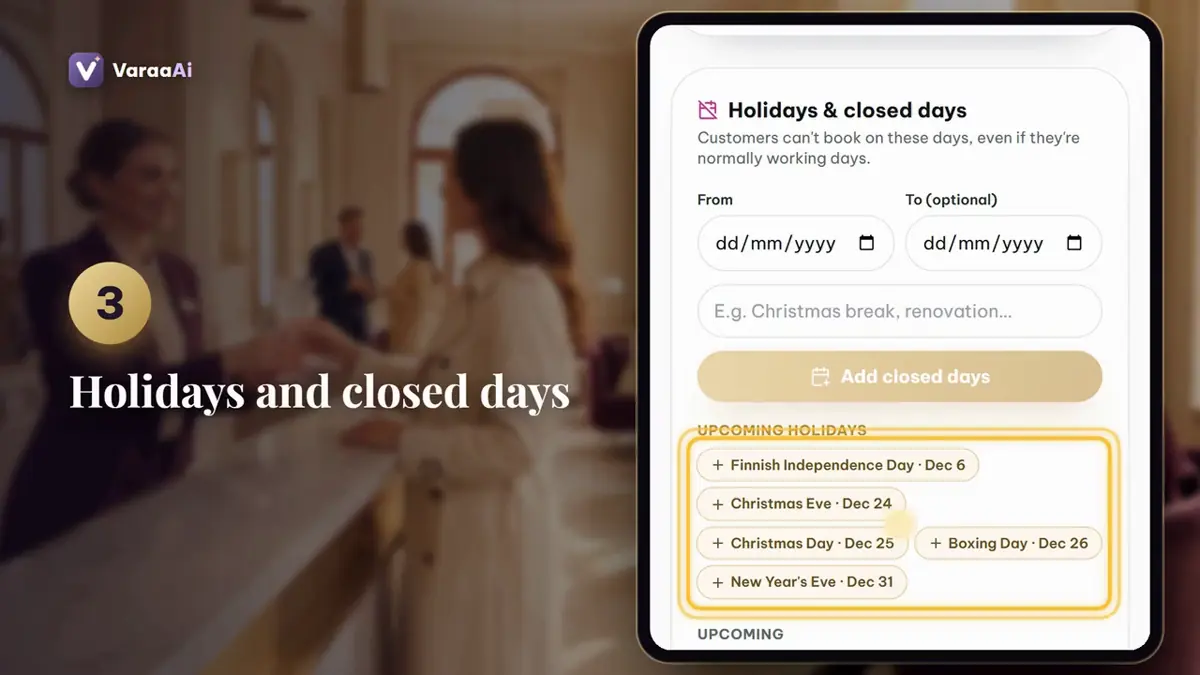 VaraaAi
3
Holidays and closed days
Holidays & closed days
Customers can't book on these days, even if they're
normally working days.
From
To (optional)
dd/mm/yyyy
dd/mm/yyyy
E.g. Christmas break, renovation...
Add closed days
UPCOMING HOLIDAYS
+ Finnish Independence Day · Dec 6
+ Christmas Eve · Dec 24
+ Christmas Day · Dec 25
+ Boxing Day · Dec 26
+ New Year's Eve · Dec 31
UPCOMING